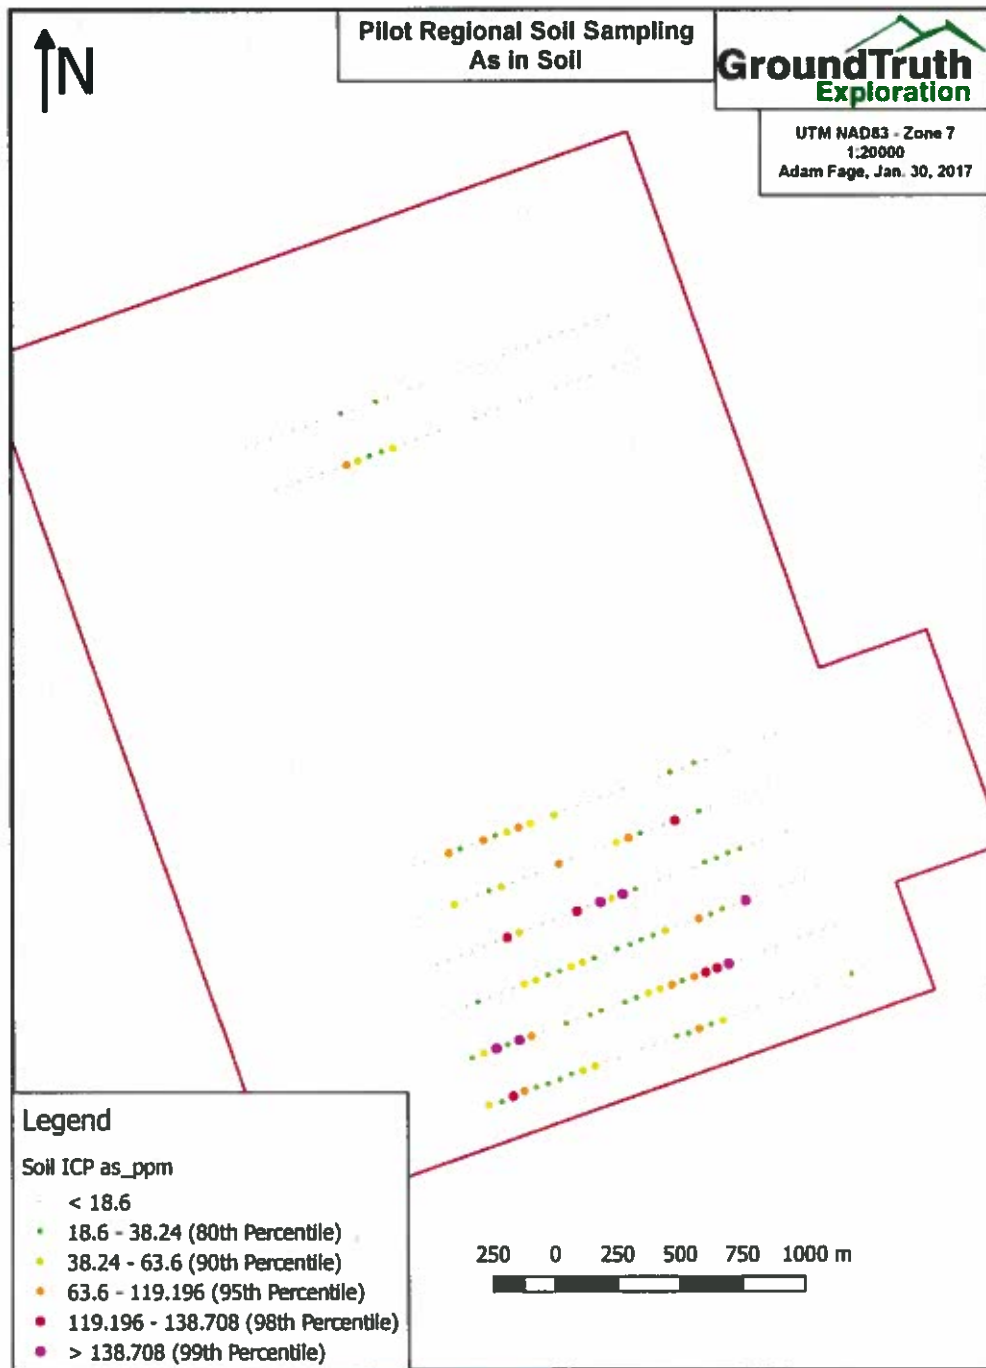 N
Pilot Regional Soil Sampling
As in Soil
GroundTruth
Exploration
UTM NAD83 - Zone 7
1:20000
Adam Fage, Jan. 30, 2017
Legend
Soil ICP as_ppm
< 18.6
18.6 - 38.24 (80th Percentile)
38.24 - 63.6 (90th Percentile)
63.6 - 119.196 (95th Percentile)
119.196 - 138.708 (98th Percentile)
> 138.708 (99th Percentile)
250 0 250 500 750 1000 m